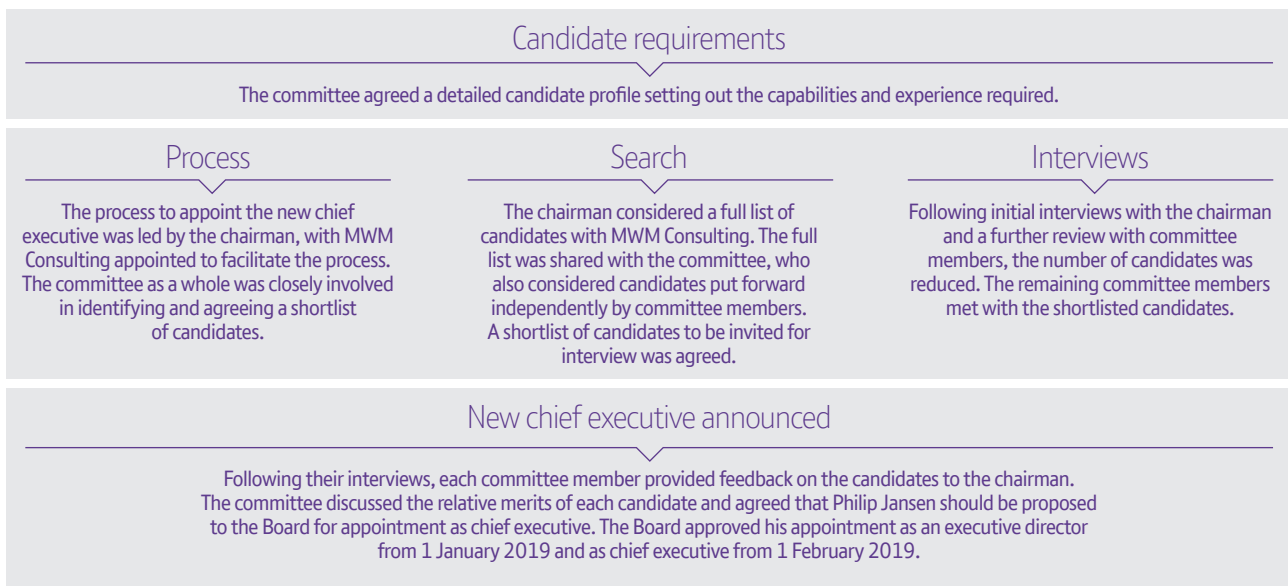 Candidate requirements
The committee agreed a detailed candidate profile setting out the capabilities and experience required.
Process
The process to appoint the new chief
executive was led by the chairman, with MWM
Consulting appointed to facilitate the process.
The committee as a whole was closely involved
in identifying and agreeing a shortlist
of candidates.
Search
The chairman considered a full list of
candidates with MWM Consulting. The full
list was shared with the committee, who
also considered candidates put forward
independently by committee members.
A shortlist of candidates to be invited for
interview was agreed.
Interviews
Following initial interviews with the chairman
and a further review with committee
members, the number of candidates was
reduced. The remaining committee members
met with the shortlisted candidates.
New chief executive announced
Following their interviews, each committee member provided feedback on the candidates to the chairman.
The committee discussed the relative merits of each candidate and agreed that Philip Jansen should be proposed
to the Board for appointment as chief executive. The Board approved his appointment as an executive director
from 1 January 2019 and as chief executive from 1 February 2019.